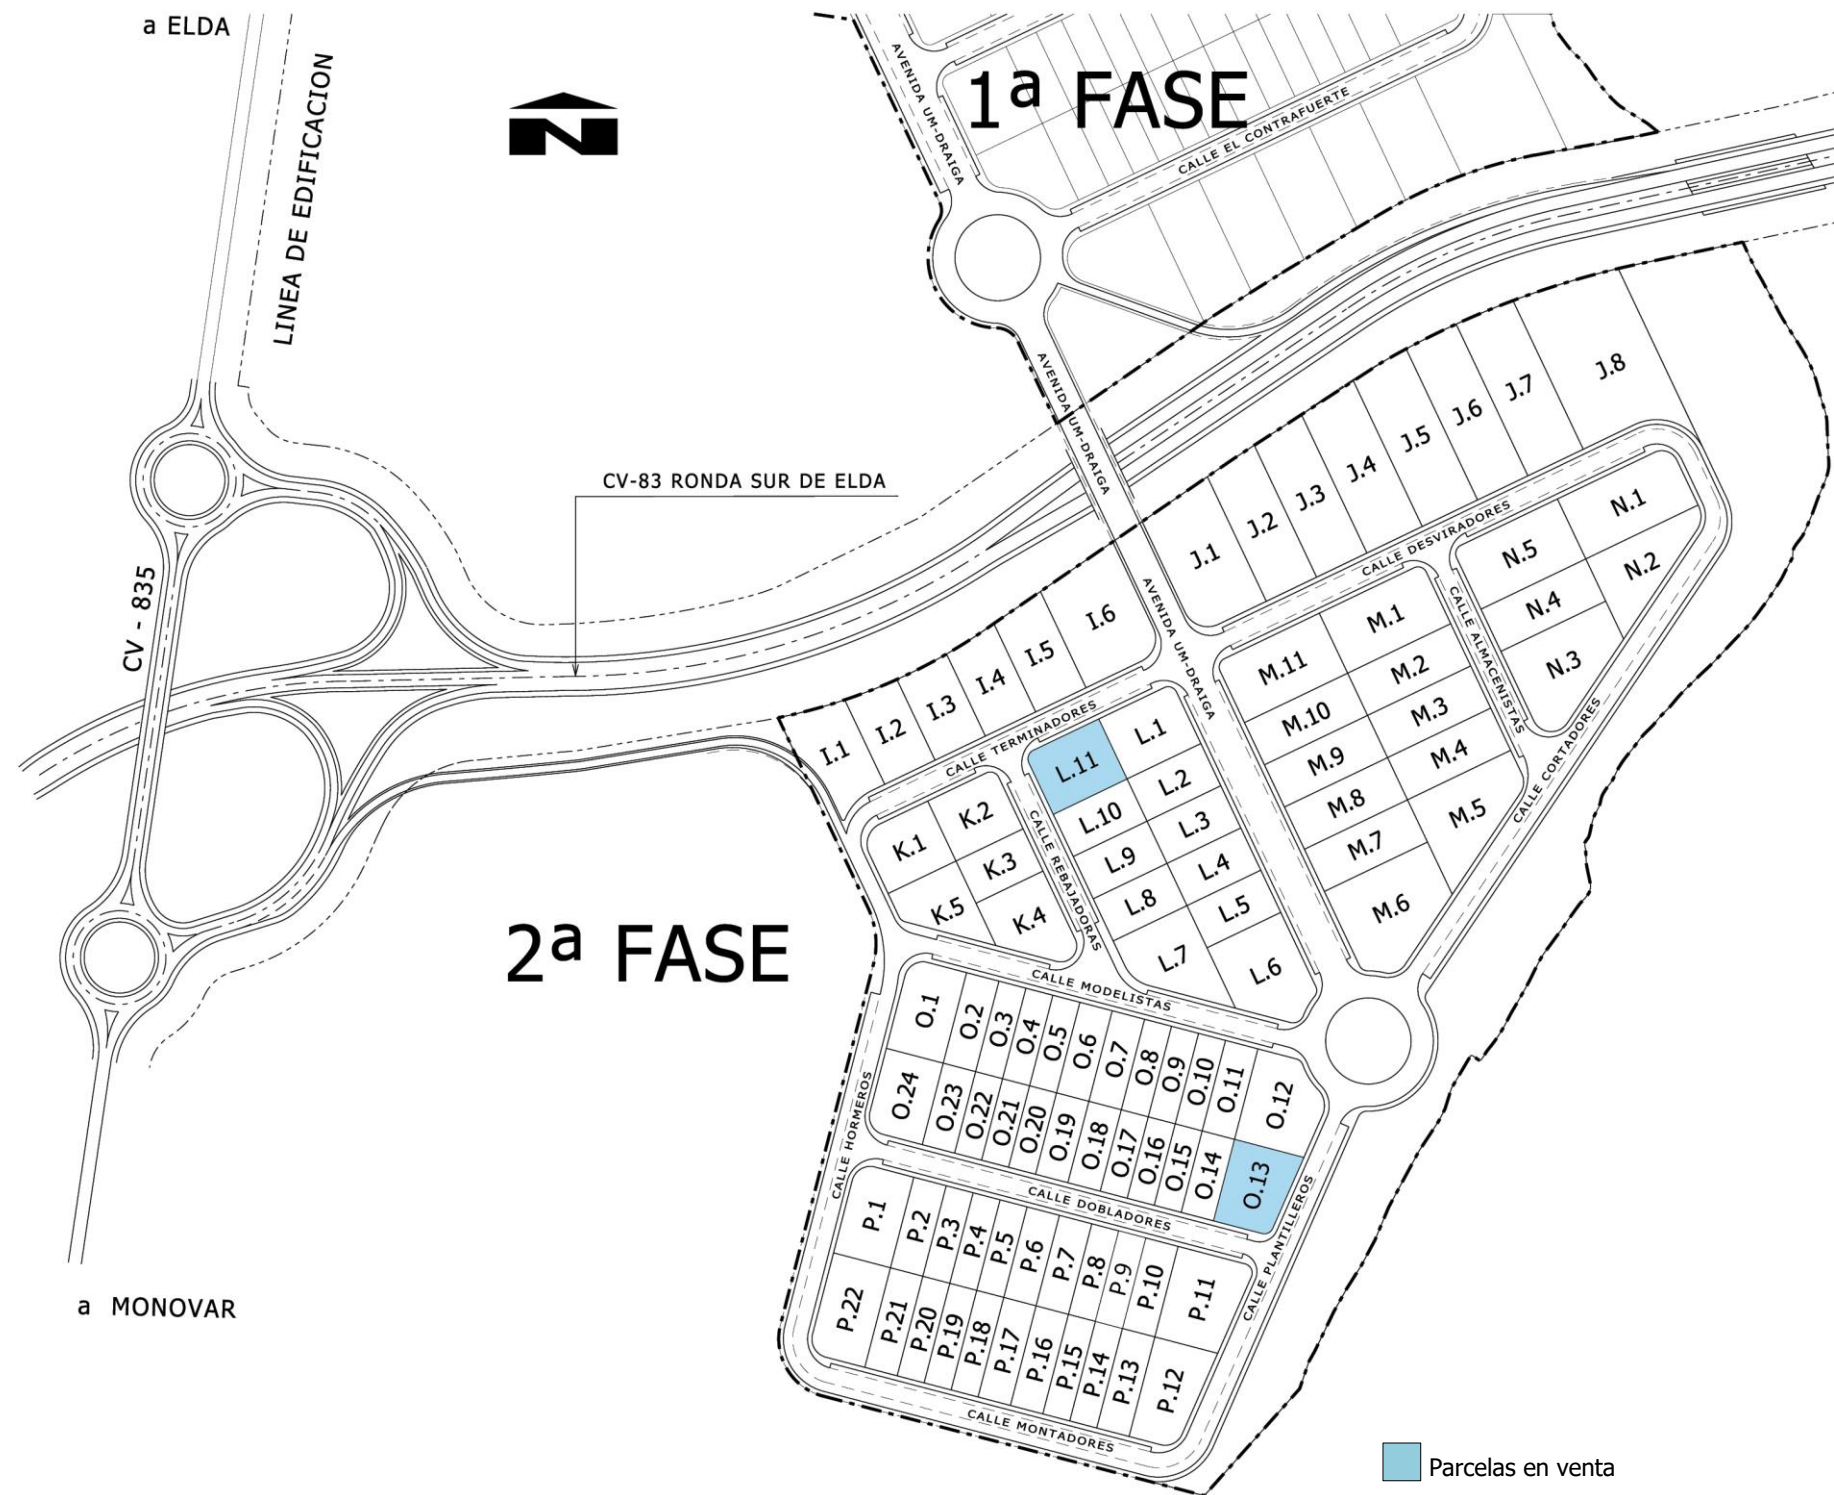 a ELDA
LINEA DE EDIFICACION
N
1ª FASE
AVENIDA UM-DRAIGA
CALLE EL CONTRAFUERTE
AVENIDA UM-DRAIGA
CV-83 RONDA SUR DE ELDA
CV - 835
J.1
J.2
J.3
J.4
J.5
J.6
J.7
J.8
CALLE DESVIRADORES
N.1
N.2
N.3
N.4
N.5
CALLE ALMACENISTAS
CALLE CORTADORES
AVENIDA UM-DRAIGA
I.1
I.2
I.3
I.4
I.5
I.6
CALLE TERMINADORES
M.1
M.2
M.3
M.4
M.5
M.6
M.7
M.8
M.9
M.10
M.11
L.1
L.2
L.3
L.4
L.5
L.6
L.7
L.8
L.9
L.10
L.11
CALLE REBAJADORAS
K.1
K.2
K.3
K.4
K.5
2ª FASE
CALLE MODELISTAS
O.1
O.2
O.3
O.4
O.5
O.6
O.7
O.8
O.9
O.10
O.11
O.12
O.13
O.14
O.15
O.16
O.17
O.18
O.19
O.20
O.21
O.22
O.23
O.24
CALLE HORMEROS
CALLE DOBLADORES
CALLE PLANTILLEROS
P.1
P.2
P.3
P.4
P.5
P.6
P.7
P.8
P.9
P.10
P.11
P.12
P.13
P.14
P.15
P.16
P.17
P.18
P.19
P.20
P.21
P.22
CALLE MONTADORES
a MONOVAR
Parcelas en venta